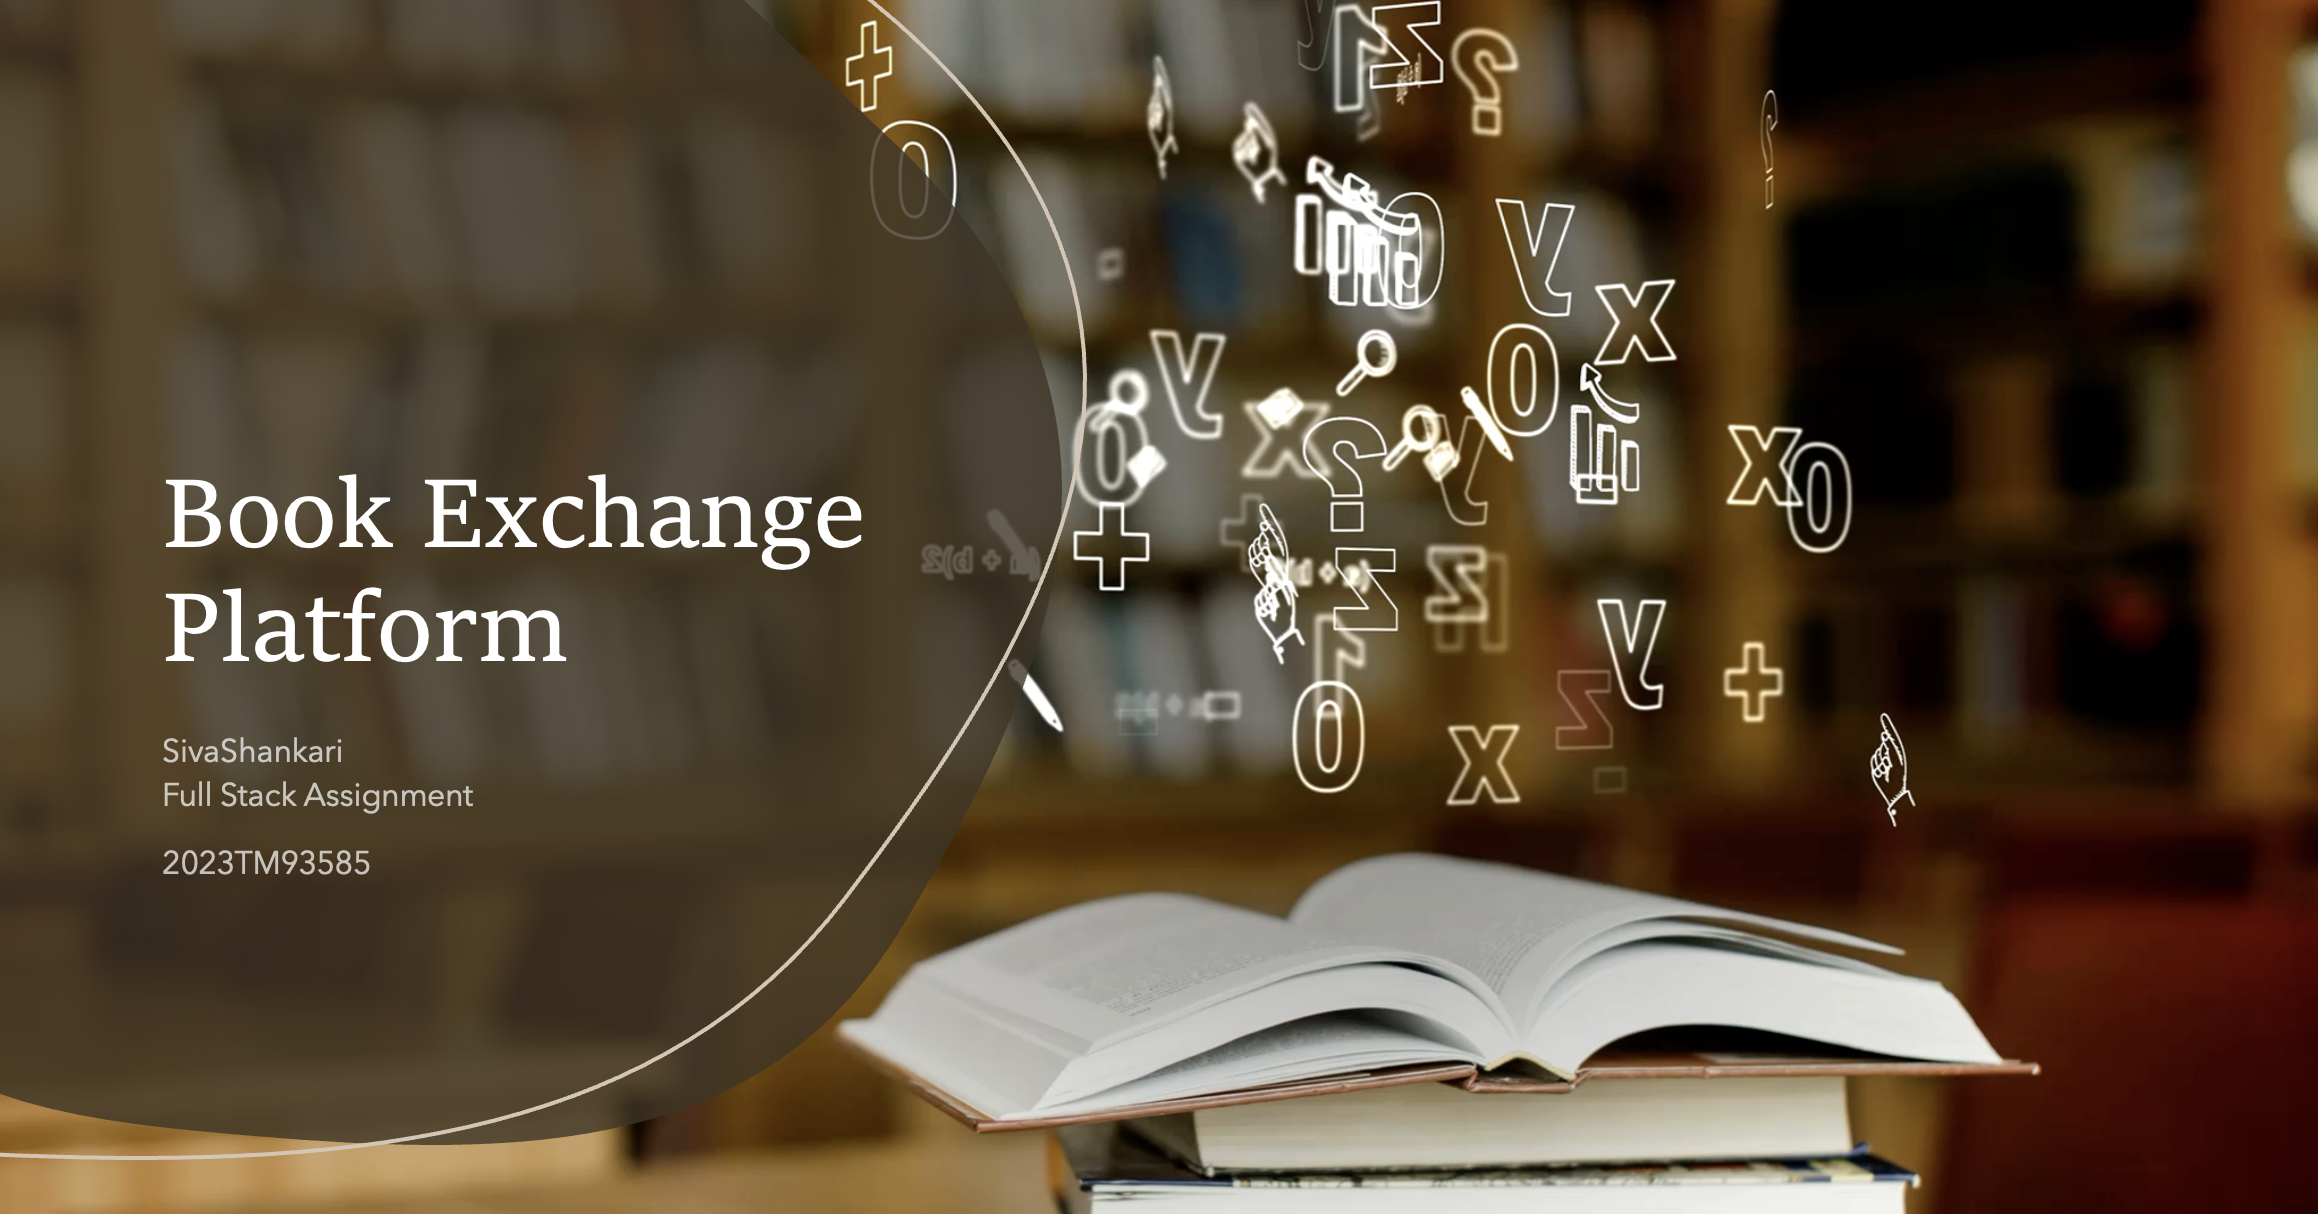 Book Exchange
Platform
SivaShankari
Full Stack Assignment
2023TM93585